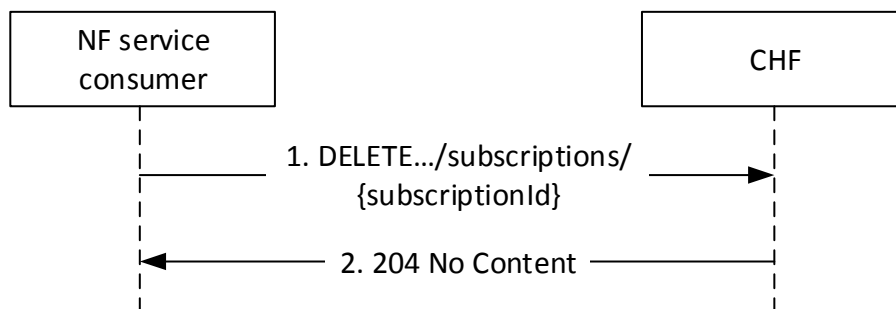 NF service
consumer
CHF
1. DELETE.../subscriptions/
{subscriptionId}
2. 204 No Content